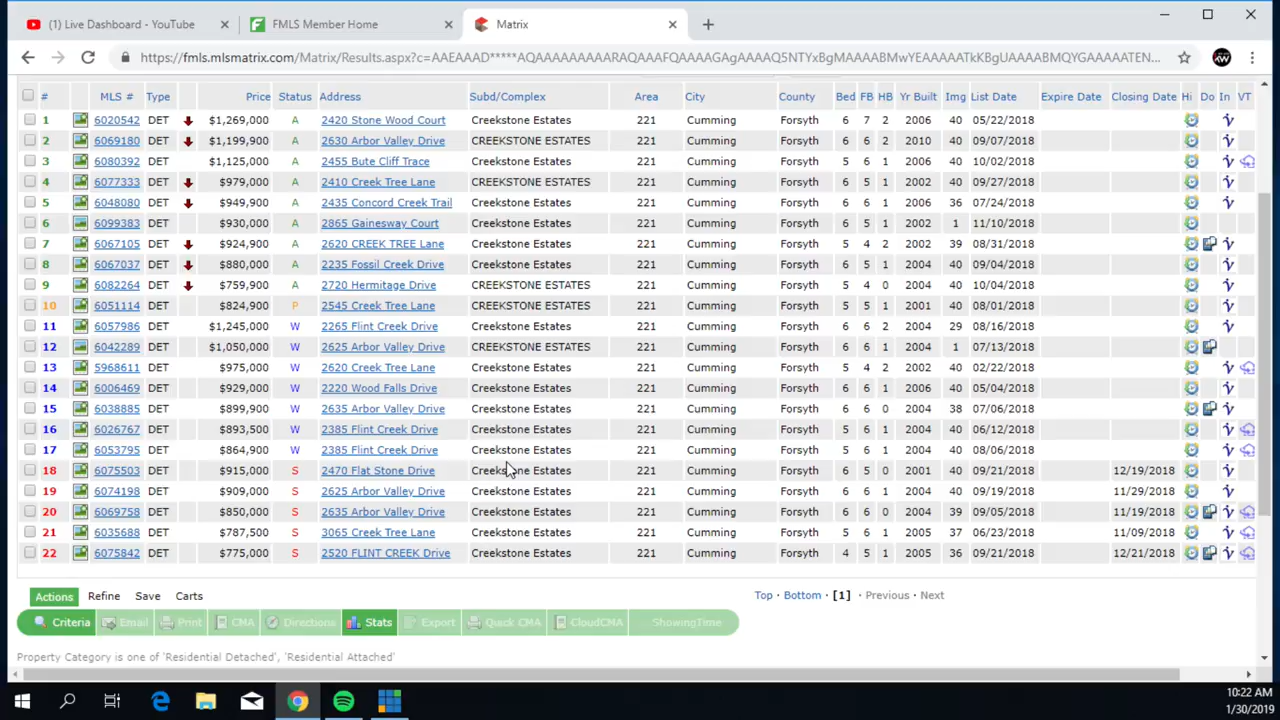 (1) Live Dashboard - YouTube FMLS Member Home Matrix
https://fmls.mlsmatrix.com/Matrix/Results.aspx?c=AAEAAAD*****AQAAAAAAAAARAQAAAFQAAAAGAgAAAAQ5NTYxBgMAAAABMwYEAAAAATkKBgUAAAABMQYGAAAAATEN...
# MLS # Type Price Status Address Subd/Complex Area City County Bed FB HB Yr Built Img List Date Expire Date Closing Date Hi Do In VT
1 6020542 DET $1,269,000 A 2420 Stone Wood Court Creekstone Estates 221 Cumming Forsyth 6 7 2 2006 40 05/22/2018
2 6069180 DET $1,199,900 A 2630 Arbor Valley Drive CREEKSTONE ESTATES 221 Cumming Forsyth 6 6 2 2010 40 09/07/2018
3 6080392 DET $1,125,000 A 2455 Bute Cliff Trace Creekstone Estates 221 Cumming Forsyth 5 6 1 2006 40 10/02/2018
4 6077333 DET $979,000 A 2410 Creek Tree Lane CREEKSTONE ESTATES 221 Cumming Forsyth 6 5 1 2002 40 09/27/2018
5 6048080 DET $949,900 A 2435 Concord Creek Trail Creekstone Estates 221 Cumming Forsyth 6 6 1 2006 36 07/24/2018
6 6099383 DET $930,000 A 2865 Gainesway Court Creekstone Estates 221 Cumming Forsyth 6 5 1 2002 1 11/10/2018
7 6067105 DET $924,900 A 2620 CREEK TREE Lane Creekstone Estates 221 Cumming Forsyth 5 4 2 2002 39 08/31/2018
8 6067037 DET $880,000 A 2235 Fossil Creek Drive Creekstone Estates 221 Cumming Forsyth 6 5 1 2004 40 09/04/2018
9 6082264 DET $759,900 A 2720 Hermitage Drive CREEKSTONE ESTATES 221 Cumming Forsyth 5 4 0 2004 40 10/04/2018
10 6051114 DET $824,900 P 2545 Creek Tree Lane CREEKSTONE ESTATES 221 Cumming Forsyth 5 5 1 2001 40 08/01/2018
11 6057986 DET $1,245,000 W 2265 Flint Creek Drive Creekstone Estates 221 Cumming Forsyth 6 6 2 2004 29 08/16/2018
12 6042289 DET $1,050,000 W 2625 Arbor Valley Drive CREEKSTONE ESTATES 221 Cumming Forsyth 6 6 1 2004 1 07/13/2018
13 5968611 DET $975,000 W 2620 Creek Tree Lane Creekstone Estates 221 Cumming Forsyth 5 4 2 2002 40 02/22/2018
14 6006469 DET $929,000 W 2220 Wood Falls Drive Creekstone Estates 221 Cumming Forsyth 6 6 1 2006 40 05/04/2018
15 6038885 DET $899,900 W 2635 Arbor Valley Drive Creekstone Estates 221 Cumming Forsyth 6 6 0 2004 38 07/06/2018
16 6026767 DET $893,500 W 2385 Flint Creek Drive Creekstone Estates 221 Cumming Forsyth 6 6 1 2004 40 06/12/2018
17 6053795 DET $864,900 W 2385 Flint Creek Drive Creekstone Estates 221 Cumming Forsyth 5 6 1 2004 40 08/06/2018
18 6075503 DET $915,000 S 2470 Flat Stone Drive Creekstone Estates 221 Cumming Forsyth 6 5 0 2001 40 09/21/2018 12/19/2018
19 6074198 DET $909,000 S 2625 Arbor Valley Drive Creekstone Estates 221 Cumming Forsyth 6 6 1 2004 40 09/19/2018 11/29/2018
20 6069758 DET $850,000 S 2635 Arbor Valley Drive Creekstone Estates 221 Cumming Forsyth 6 6 0 2004 39 09/05/2018 11/19/2018
21 6035688 DET $787,500 S 3065 Creek Tree Lane Creekstone Estates 221 Cumming Forsyth 5 6 1 2005 37 06/23/2018 11/09/2018
22 6075842 DET $775,000 S 2520 FLINT CREEK Drive Creekstone Estates 221 Cumming Forsyth 4 5 1 2005 36 09/21/2018 12/21/2018
Actions Refine Save Carts Top · Bottom · [1] · Previous · Next
Criteria Email Print CMA Directions Stats Export Quick CMA CloudCMA ShowingTime
Property Category is one of 'Residential Detached', 'Residential Attached'
10:22 AM
1/30/2019